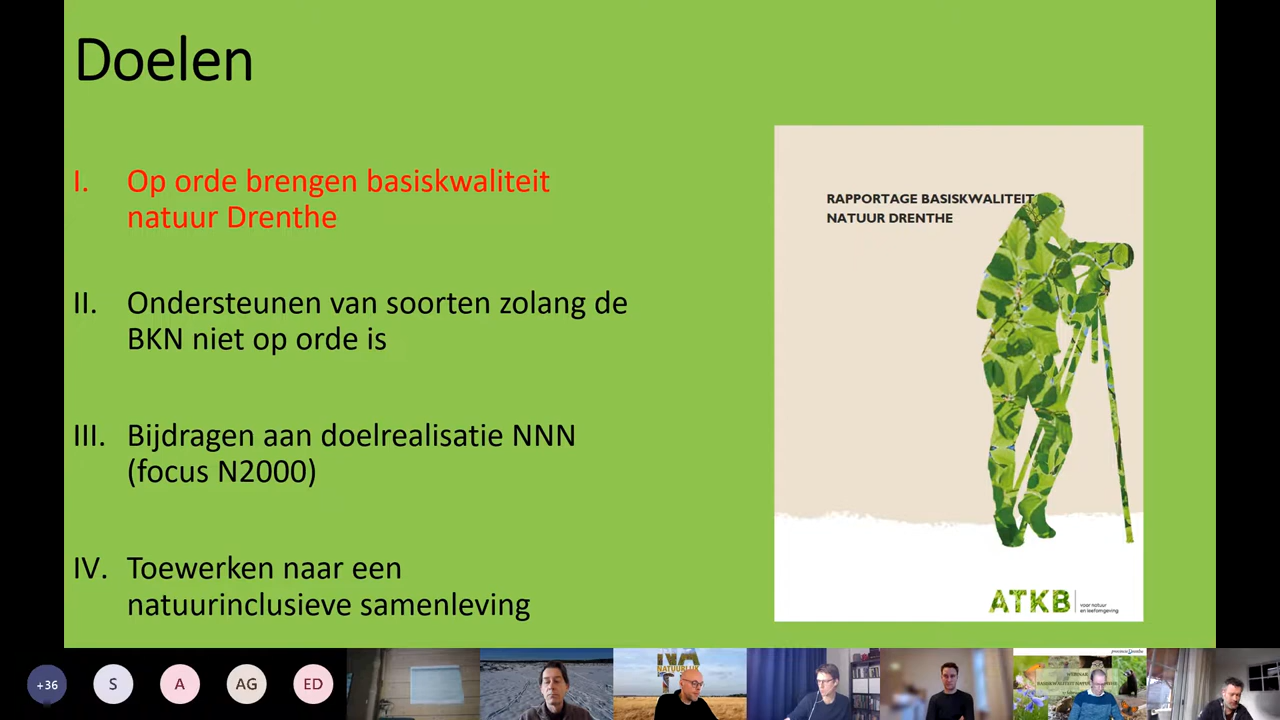 Doelen
I. Op orde brengen basiskwaliteit
natuur Drenthe
II. Ondersteunen van soorten zolang de
BKN niet op orde is
III. Bijdragen aan doelrealisatie NNN
(focus N2000)
IV. Toewerken naar een
natuurinclusieve samenleving
RAPPORTAGE BASISKWALITEIT
NATUUR DRENTHE
ATKB
voor natuur
en leefomgeving
+36
S
A
AG
ED
WEBINAR